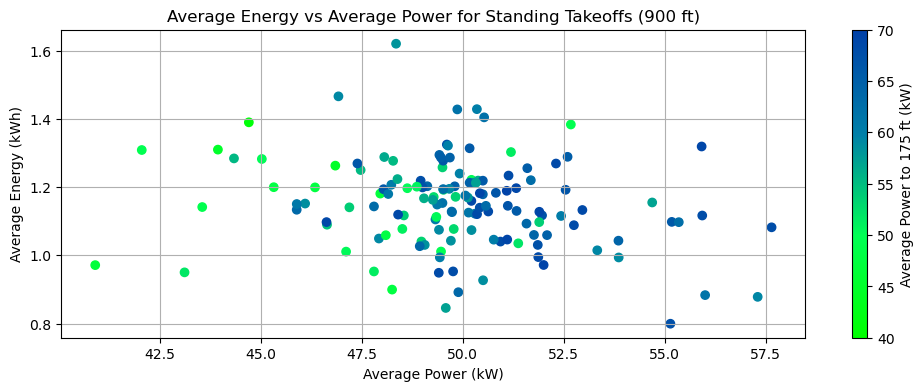 Average Energy vs Average Power for Standing Takeoffs (900 ft)
Average Energy (kWh)
1.6
1.4
1.2
1.0
0.8
42.5 45.0 47.5 50.0 52.5 55.0 57.5
Average Power (kW)
70
65
60
55
50
45
40
Average Power to 175 ft (kW)